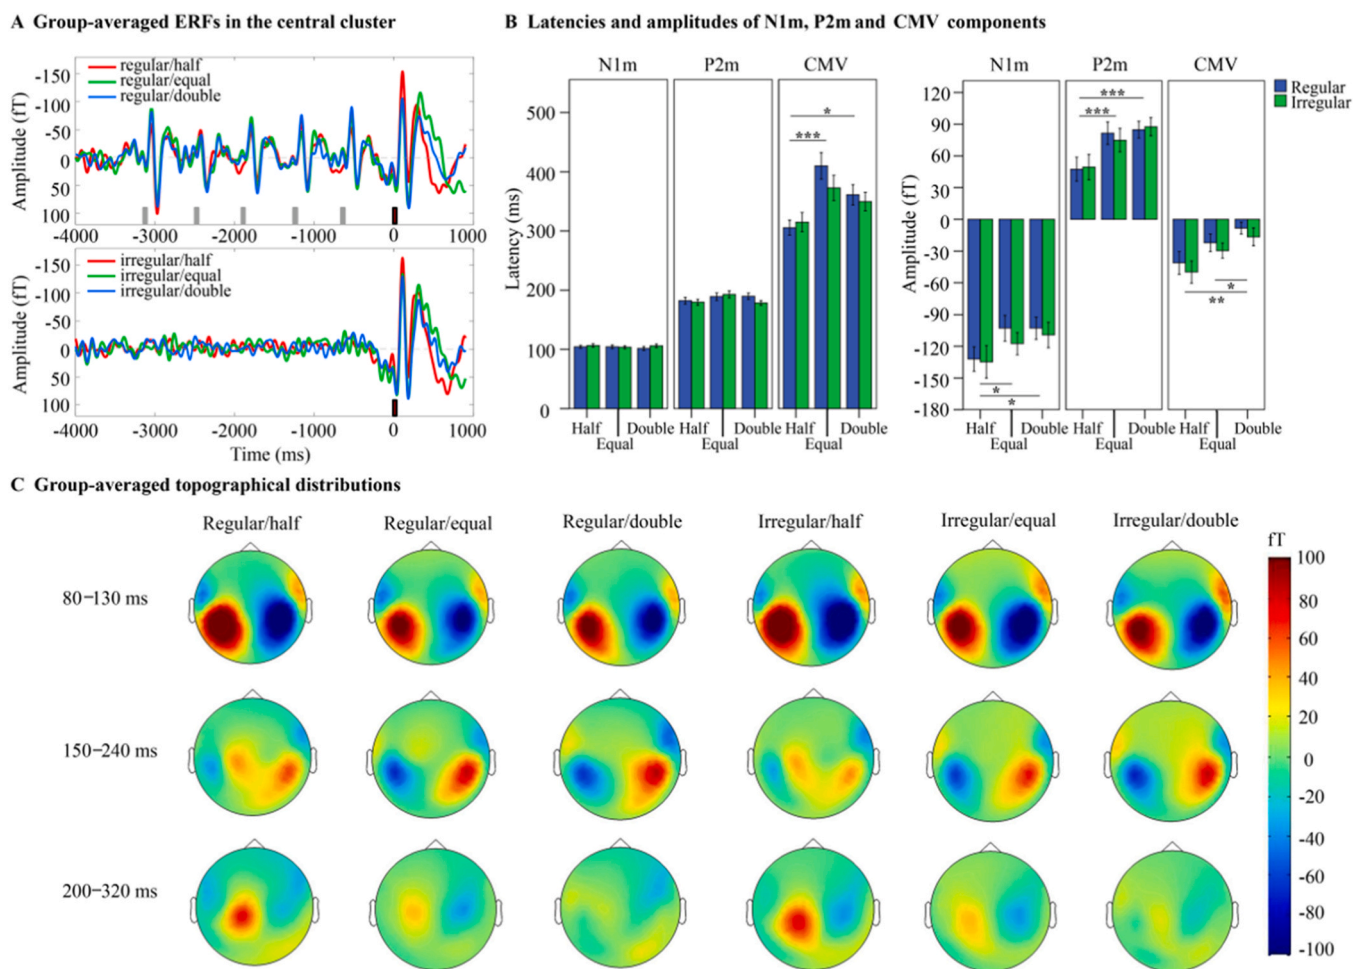 A Group-averaged ERFs in the central cluster
B Latencies and amplitudes of N1m, P2m and CMV components
regular/half
regular/equal
regular/double
Amplitude (fT)
-150
-100
-50
0
50
100
-4000 -3000 -2000 -1000 0 1000
irregular/half
irregular/equal
irregular/double
Amplitude (fT)
-150
-100
-50
0
50
100
-4000 -3000 -2000 -1000 0 1000
Time (ms)
N1m P2m CMV
Latency (ms)
500
400
300
200
100
0
* 
***
Half Double Half Double Half Double
Equal Equal Equal
N1m P2m CMV
Regular
Irregular
Amplitude (fT)
120
90
60
30
0
-30
-60
-90
-120
-150
-180
***
***
*
**
*
*
Half Double Half Double Half Double
Equal Equal Equal
C Group-averaged topographical distributions
Regular/half Regular/equal Regular/double Irregular/half Irregular/equal Irregular/double
80−130 ms
150−240 ms
200−320 ms
fT
100
80
60
40
20
0
-20
-40
-60
-80
-100